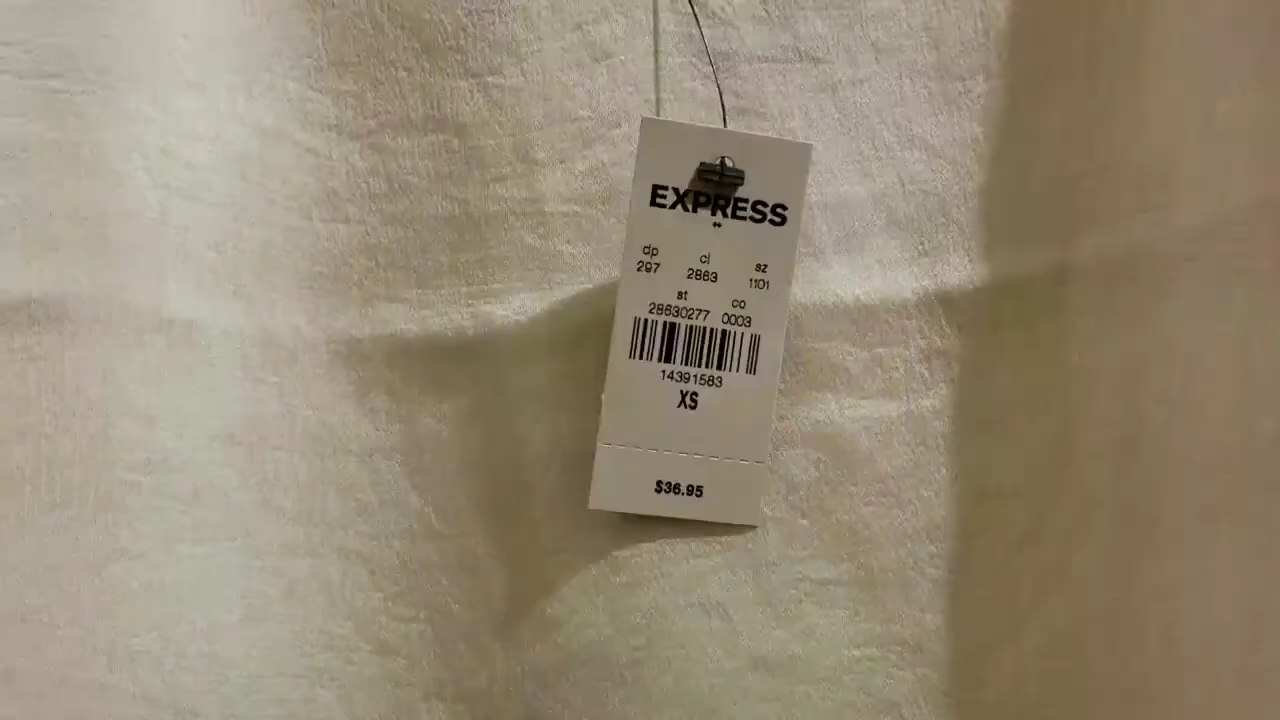 EXPRESS
dp cl sz
297 2863 1101
st co
28630277 0003
14391583
XS
$36.95